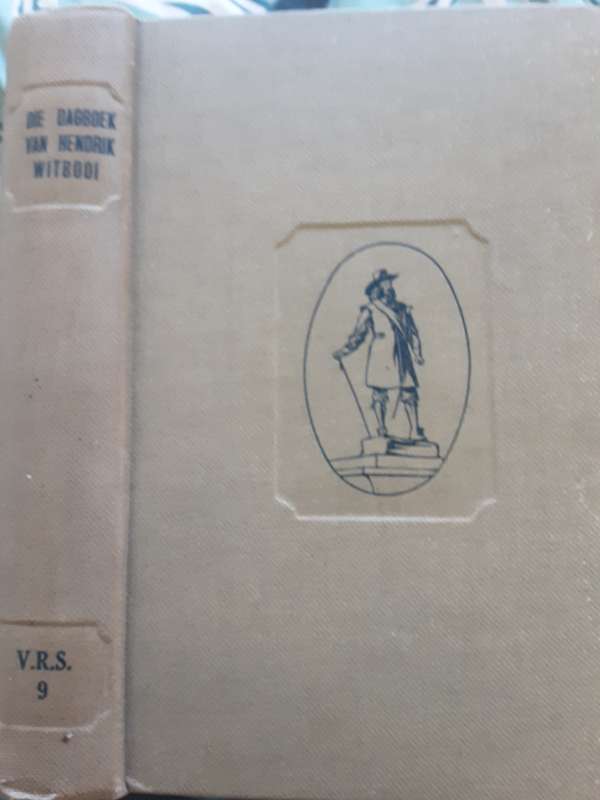 DIE DAGBOEK
VAN HENDRIK
WITBOOI
V.R.S.
9